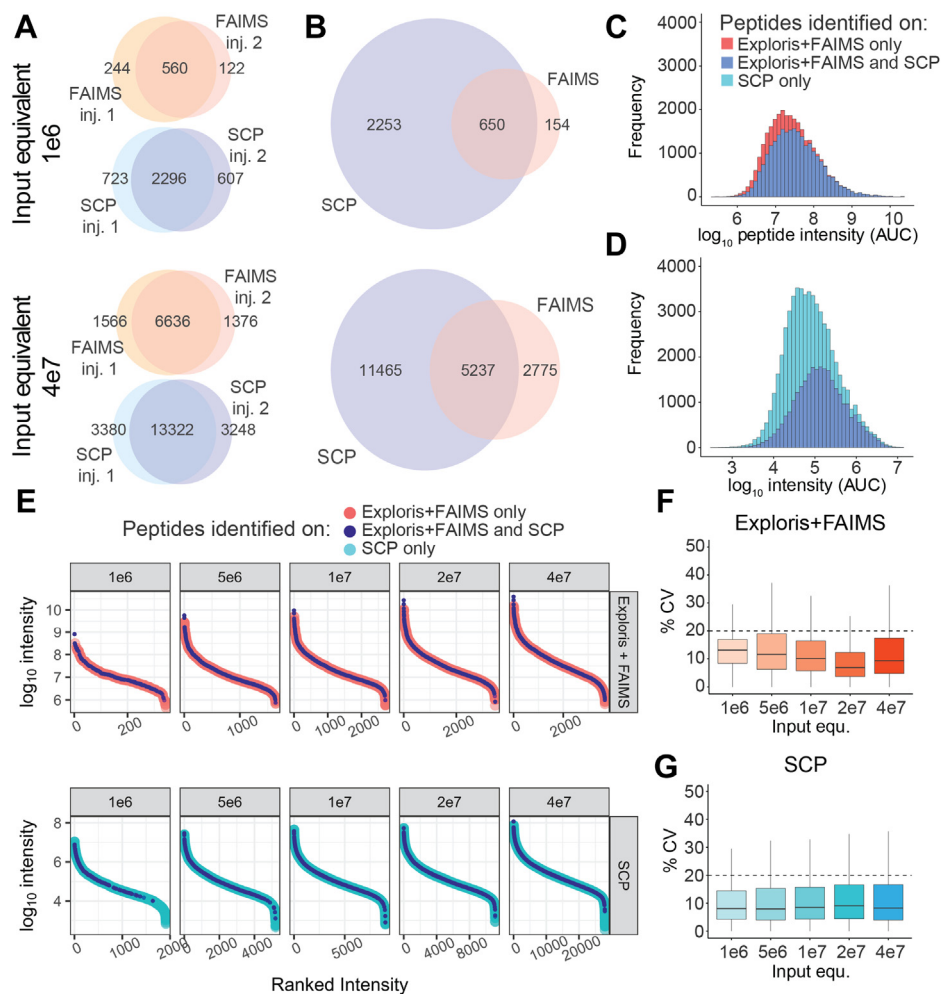 A
Input equivalent
1e6
FAIMS
inj. 2
244
560
122
FAIMS
inj. 1
SCP
inj. 2
723
2296
607
SCP
inj. 1
Input equivalent
4e7
FAIMS
inj. 2
1566
6636
1376
FAIMS
inj. 1
SCP
inj. 2
3380
13322
3248
SCP
inj. 1
B
FAIMS
2253
650
154
SCP
FAIMS
11465
5237
2775
SCP
C
Peptides identified on:
Exploris+FAIMS only
Exploris+FAIMS and SCP
SCP only
Frequency
4000
3000
2000
1000
0
6 7 8 9 10
log10 peptide intensity (AUC)
D
Frequency
4000
3000
2000
1000
0
3 4 5 6 7
log10 intensity (AUC)
E
Peptides identified on:
Exploris+FAIMS only
Exploris+FAIMS and SCP
SCP only
1e6 5e6 1e7 2e7 4e7
Exploris + FAIMS
log10 intensity
10
9
8
7
6
0 200 0 1000 0 1000 2000 0 2000 0 2000
1e6 5e6 1e7 2e7 4e7
SCP
log10 intensity
8
6
4
0 1000 2000 0 2000 4000 0 5000 0 4000 8000 0 10000 20000
Ranked Intensity
F
Exploris+FAIMS
% CV
50
40
30
20
10
0
1e6 5e6 1e7 2e7 4e7
Input equ.
G
SCP
% CV
50
40
30
20
10
0
1e6 5e6 1e7 2e7 4e7
Input equ.